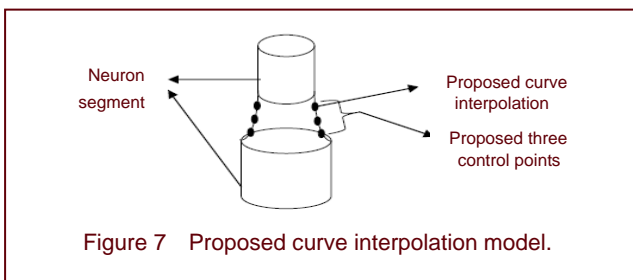 Neuron
segment
Proposed curve
interpolation
Proposed three
control points
Figure 7 Proposed curve interpolation model.